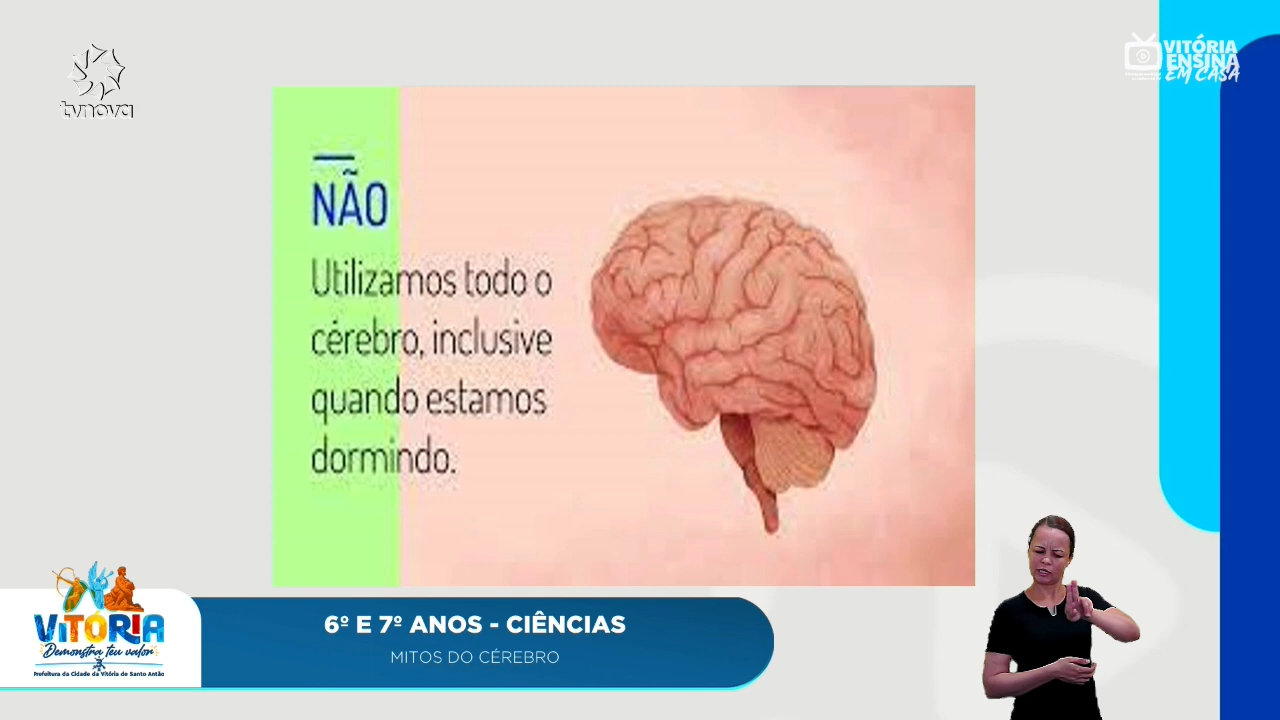 tvnova
VITÓRIA
ENSINA
EM CASA
NÃO
Utilizamos todo o
cérebro, inclusive
quando estamos
dormindo.
6º E 7º ANOS - CIÊNCIAS
MITOS DO CÉREBRO
VITÓRIA
Demonstra teu valor
Prefeitura da Cidade da Vitória de Santo Antão